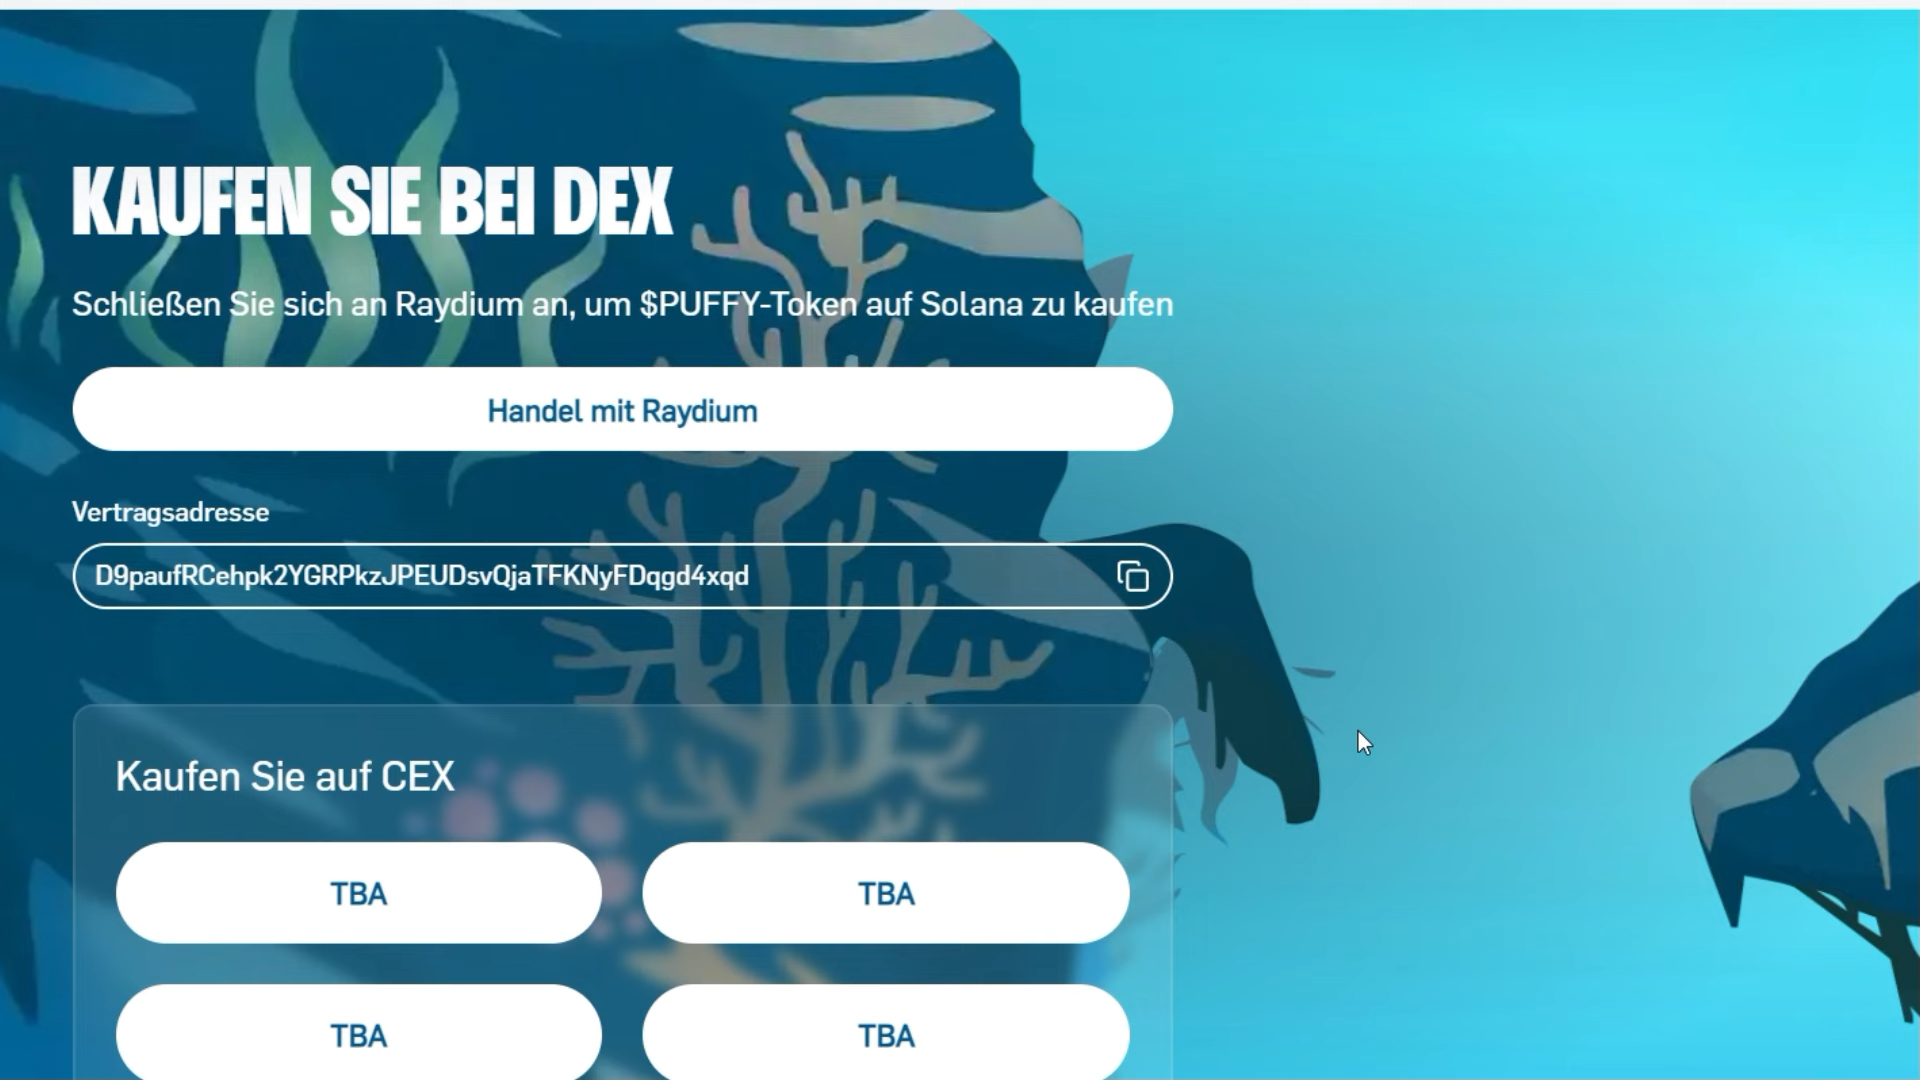 KAUFEN SIE BEI DEX
Schließen Sie sich an Raydium an, um $PUFFY-Token auf Solana zu kaufen
Handel mit Raydium
Vertragsadresse
D9paufRCehpk2YGRPkzJPEUDsvQjaTFKNyFDqgd4xqd
Kaufen Sie auf CEX
TBA TBA
TBA TBA